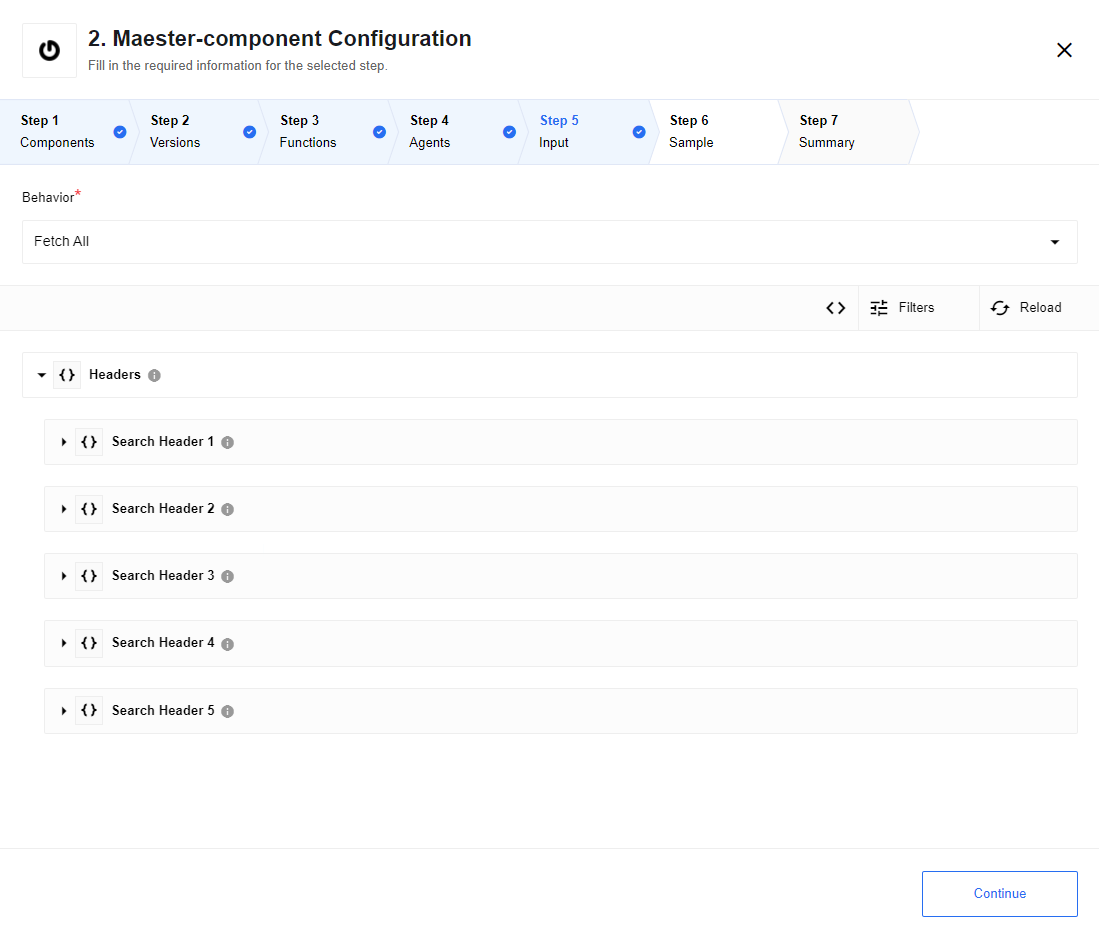 2. Maester-component Configuration
Fill in the required information for the selected step.
Step 1
Components
Step 2
Versions
Step 3
Functions
Step 4
Agents
Step 5
Input
Step 6
Sample
Step 7
Summary
Behavior*
Fetch All
Filters
Reload
Headers
Search Header 1
Search Header 2
Search Header 3
Search Header 4
Search Header 5
Continue